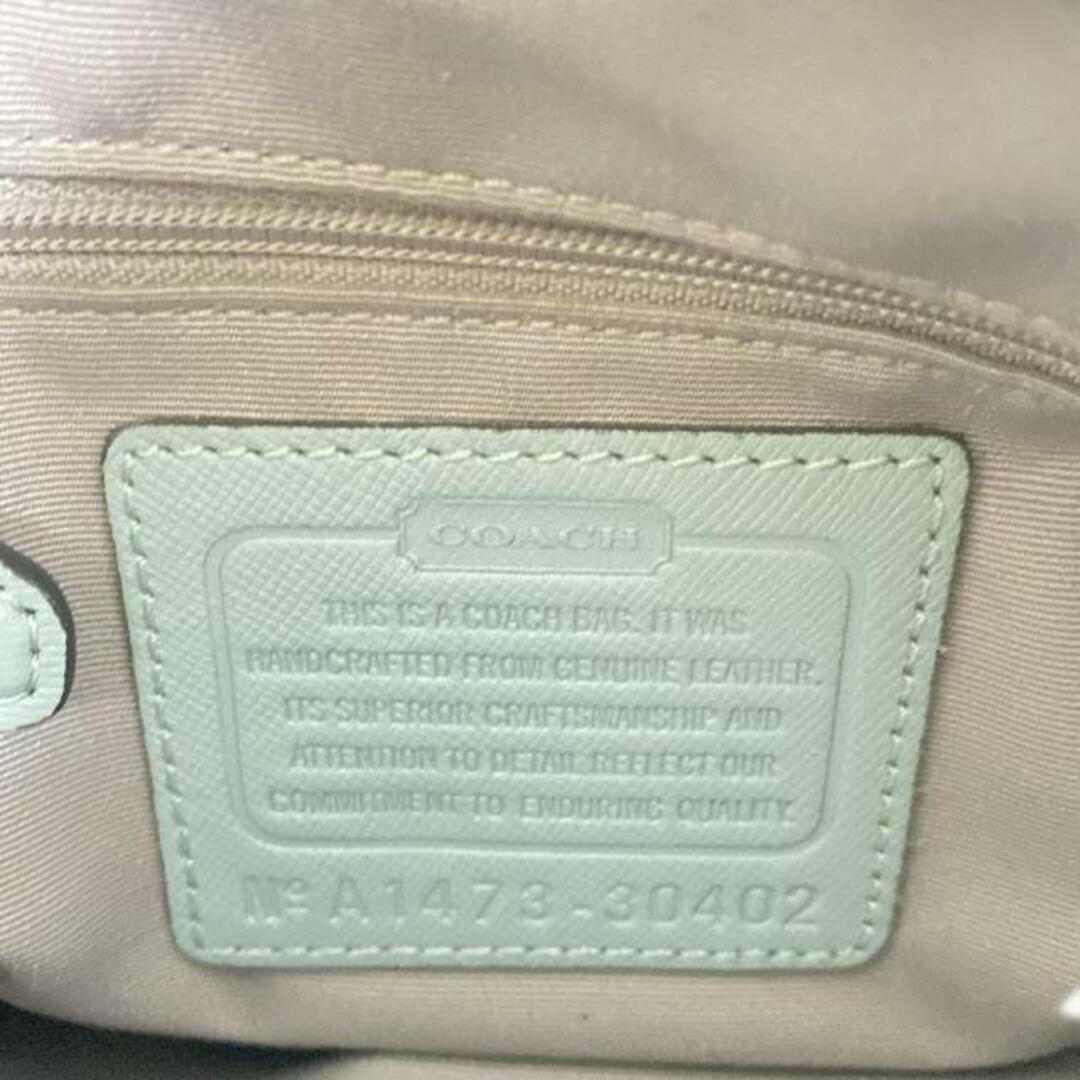 COACH
THIS IS A COACH BAG. IT WAS
HANDCRAFTED FROM GENUINE LEATHER.
ITS SUPERIOR CRAFTSMANSHIP AND
ATTENTION TO DETAIL REFLECT OUR
COMMITMENT TO ENDURING QUALITY.
Nº A1473-30402